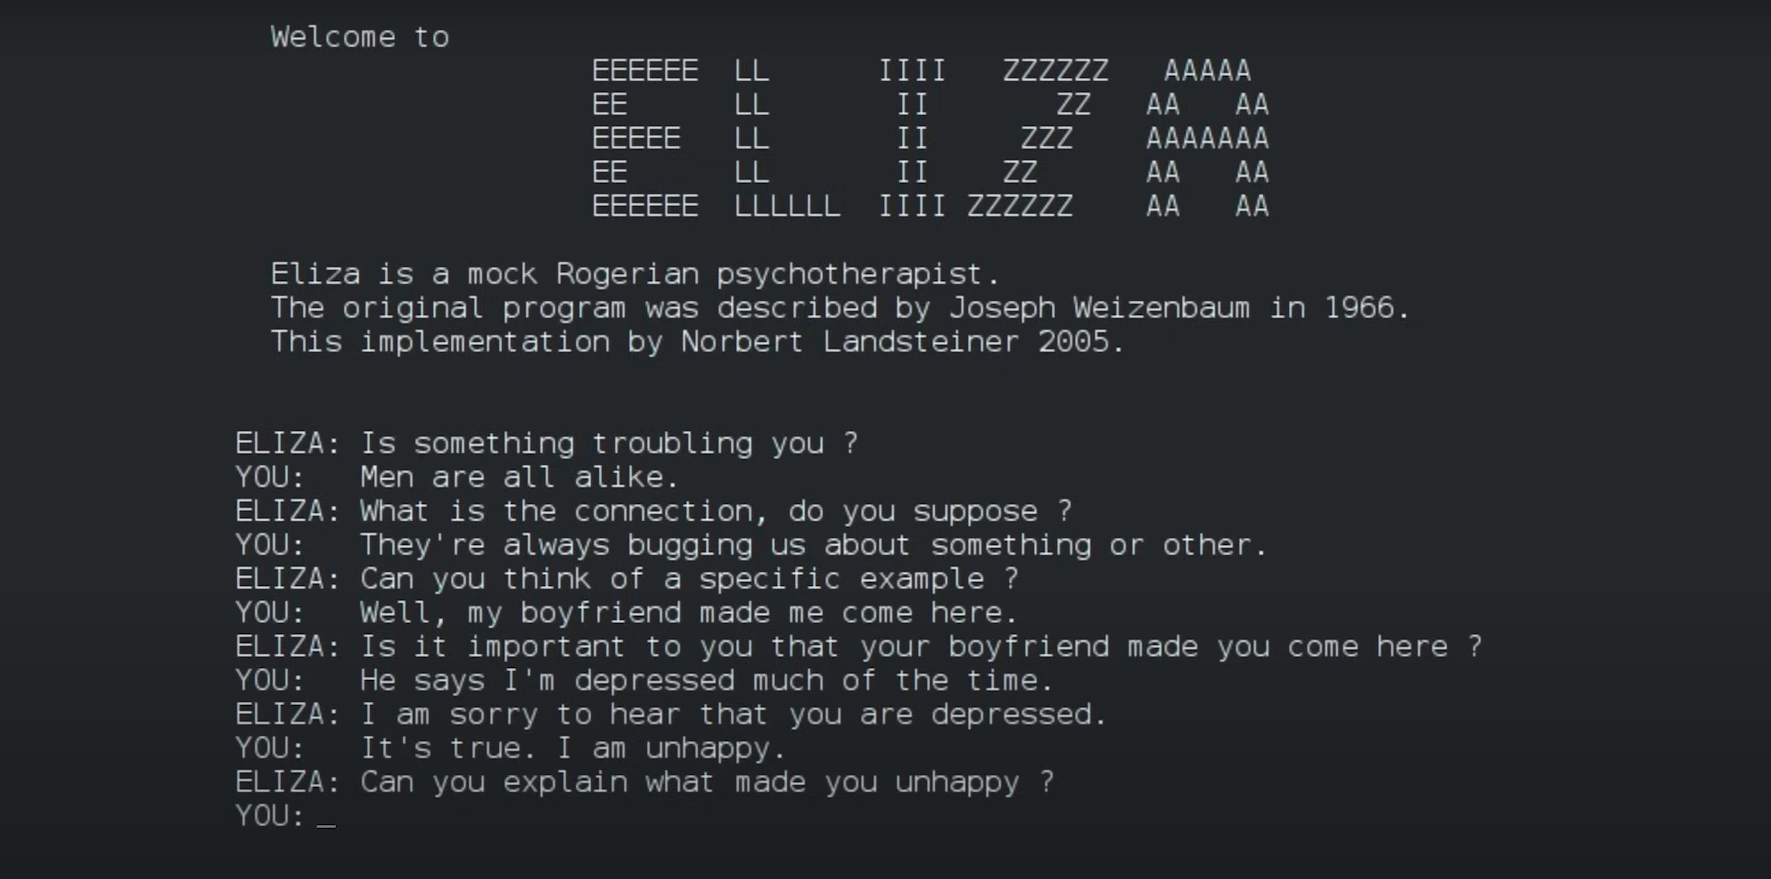 Welcome to
EEEEEE  LL      IIII   ZZZZZZ   AAAAA
EE      LL       II       ZZ   AA   AA
EEEEE   LL       II     ZZZ    AAAAAAA
EE      LL       II    ZZ      AA   AA
EEEEEE  LLLLLL  IIII ZZZZZZ    AA   AA
Eliza is a mock Rogerian psychotherapist.
The original program was described by Joseph Weizenbaum in 1966.
This implementation by Norbert Landsteiner 2005.
ELIZA: Is something troubling you ?
YOU:   Men are all alike.
ELIZA: What is the connection, do you suppose ?
YOU:   They're always bugging us about something or other.
ELIZA: Can you think of a specific example ?
YOU:   Well, my boyfriend made me come here.
ELIZA: Is it important to you that your boyfriend made you come here ?
YOU:   He says I'm depressed much of the time.
ELIZA: I am sorry to hear that you are depressed.
YOU:   It's true. I am unhappy.
ELIZA: Can you explain what made you unhappy ?
YOU: _